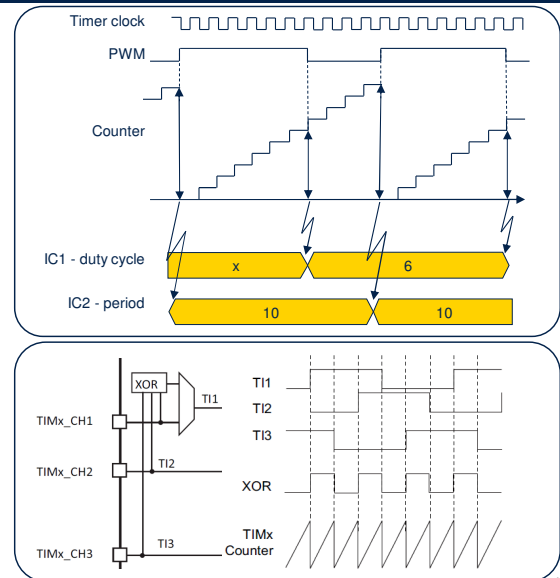 Timer clock
PWM
Counter
IC1 - duty cycle
x
6
IC2 - period
10
10
XOR
TI1
TIMx_CH1
TIMx_CH2
TI2
TIMx_CH3
TI3
TI1
TI2
TI3
XOR
TIMx
Counter